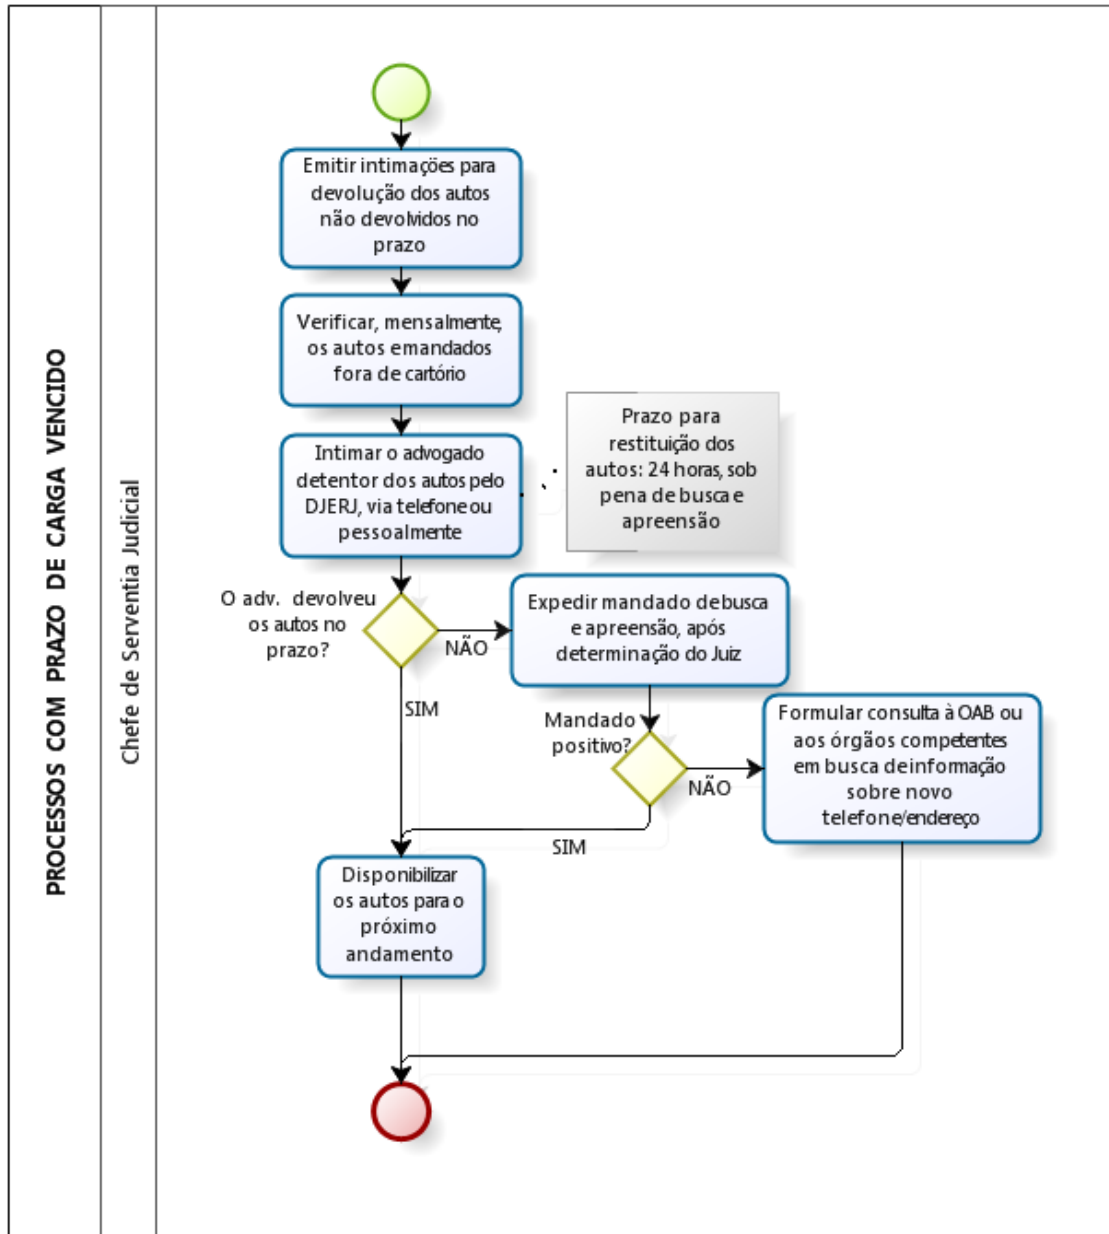 PROCESSOS COM PRAZO DE CARGA VENCIDO
Chefe de Serventia Judicial
Emitir intimações para
devolução dos autos
não devolvidos no
prazo
Verificar, mensalmente,
os autos e mandados
fora de cartório
Intimar o advogado
detentor dos autos pelo
DJERJ, via telefone ou
pessoalmente
Prazo para
restituição dos
autos: 24 horas, sob
pena de busca e
apreensão
O adv. devolveu
os autos no
prazo?
NÃO
SIM
Expedir mandado de busca
e apreensão, após
determinação do Juiz
Mandado
positivo?
NÃO
SIM
Formular consulta à OAB ou
aos órgãos competentes
em busca de informação
sobre novo
telefone/endereço
Disponibilizar
os autos para o
próximo
andamento